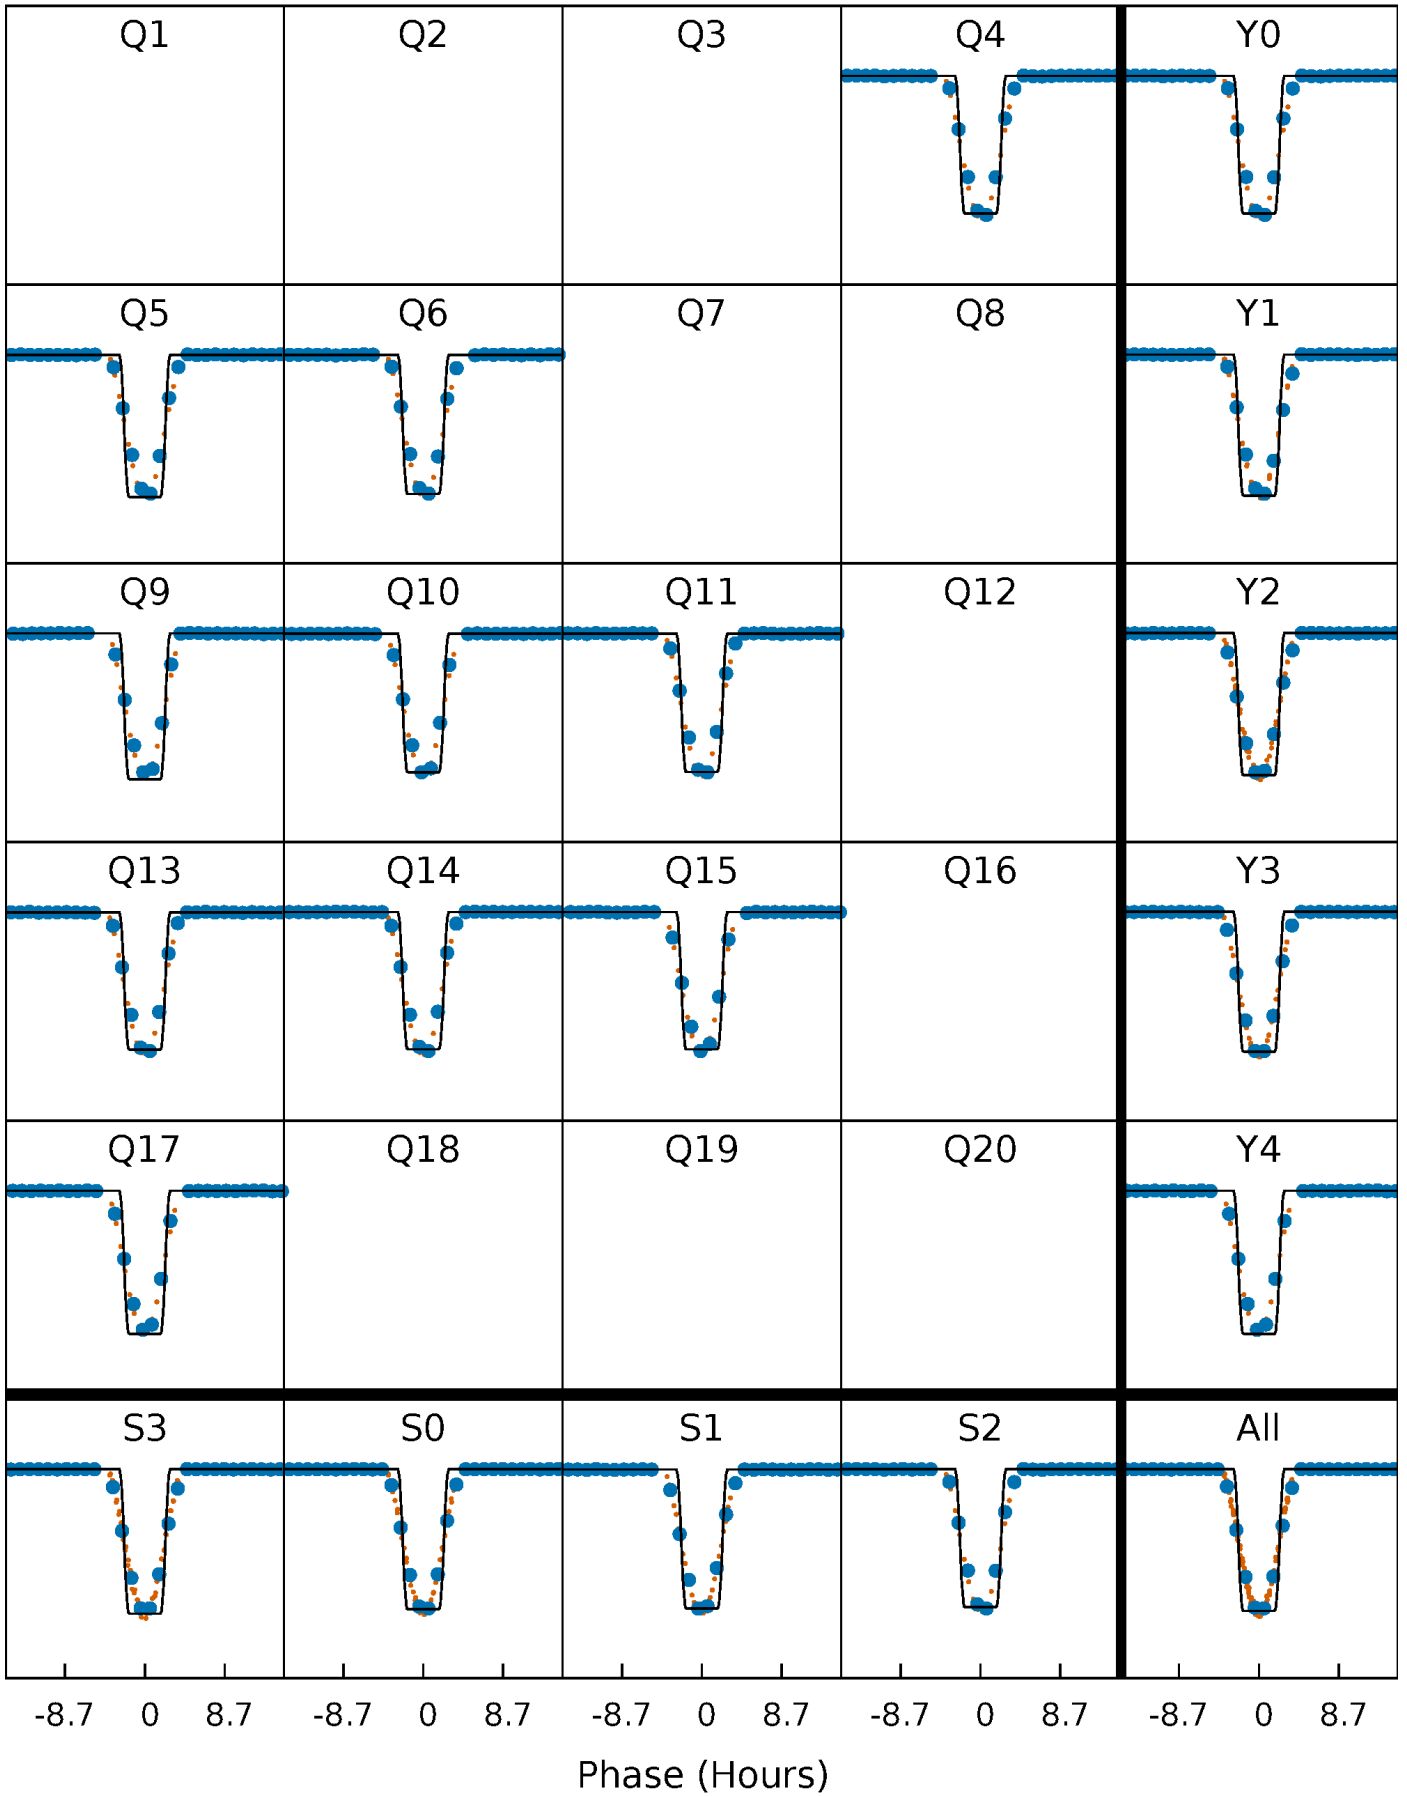 Q1 Q2 Q3 Q4 Y0
Q5 Q6 Q7 Q8 Y1
Q9 Q10 Q11 Q12 Y2
Q13 Q14 Q15 Q16 Y3
Q17 Q18 Q19 Q20 Y4
S3 S0 S1 S2 All
-8.7 0 8.7 -8.7 0 8.7 -8.7 0 8.7 -8.7 0 8.7 -8.7 0 8.7
Phase (Hours)